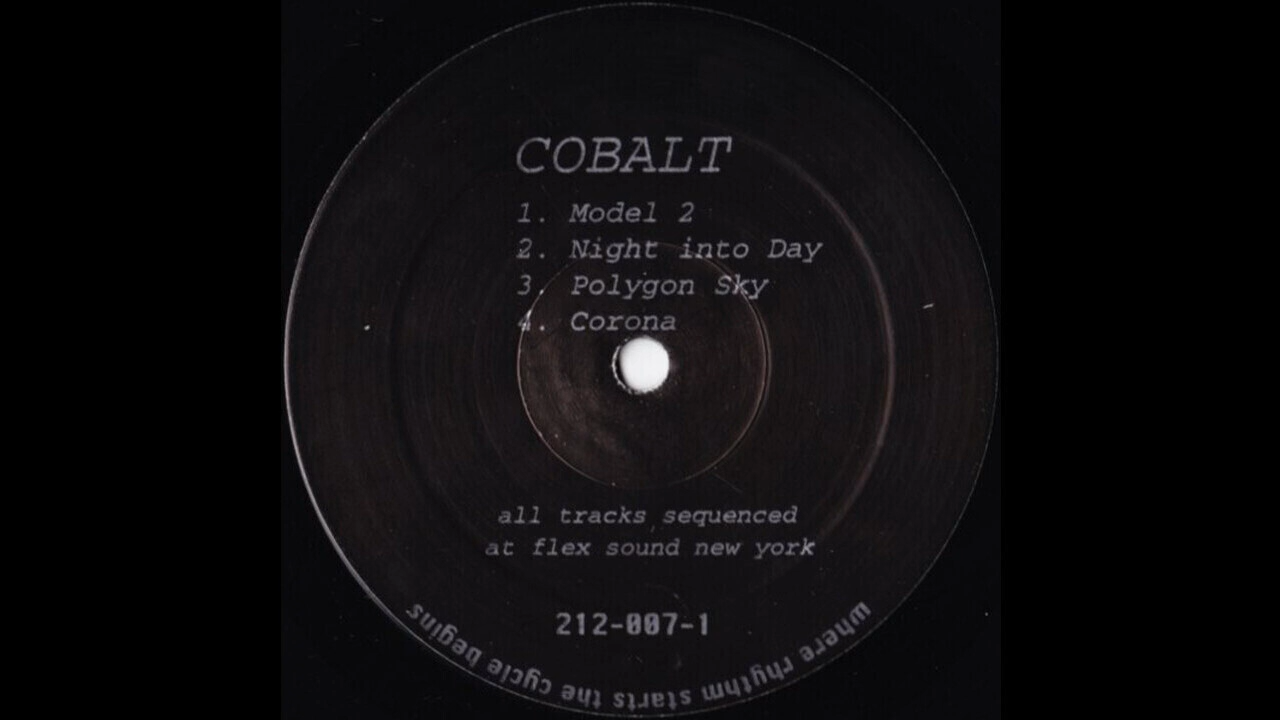 COBALT
1. Model 2
2. Night into Day
3. Polygon Sky
4. Corona
all tracks sequenced
at flex sound new york
212-007-1
where rhythm starts the cycle begins